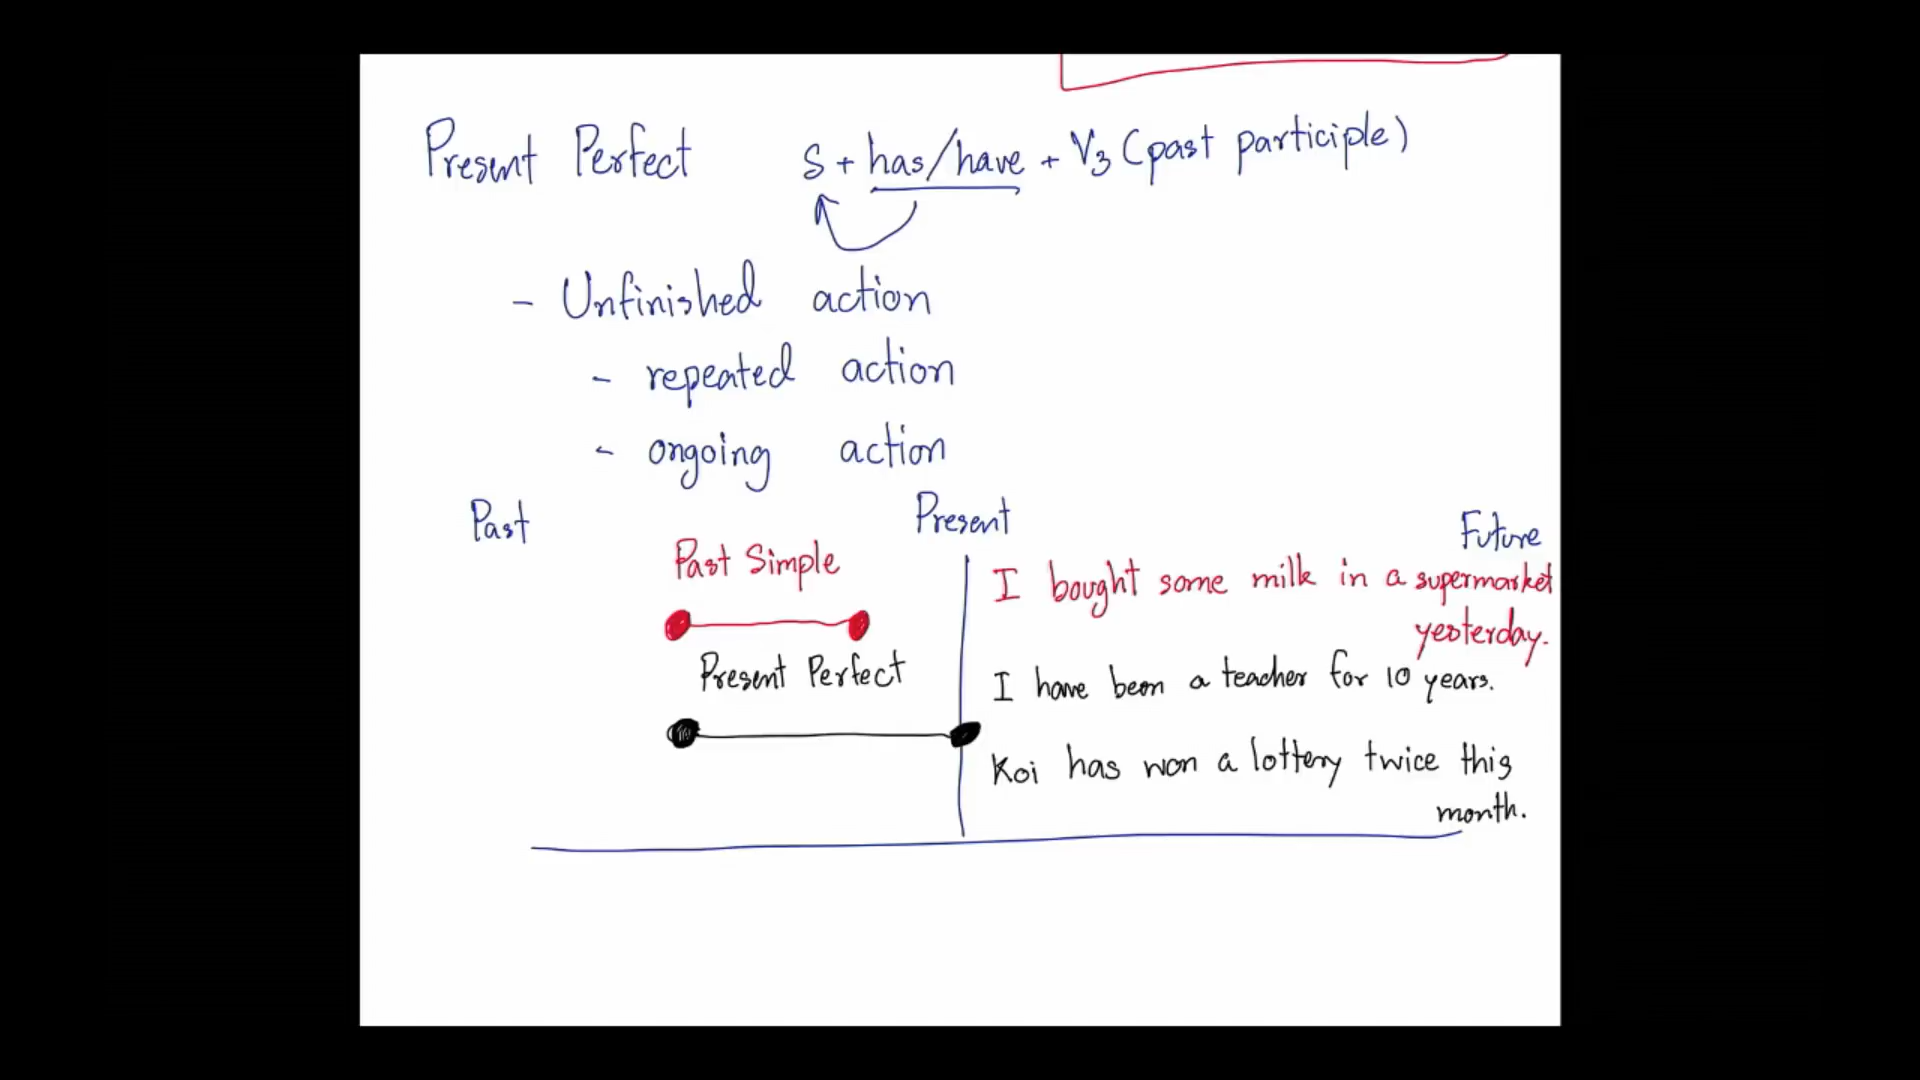 Present Perfect S + has/have + V3 (past participle)
- Unfinished action
- repeated action
- ongoing action
Past Present Future
Past Simple
I bought some milk in a supermarket
yesterday.
Present Perfect
I have been a teacher for 10 years.
Koi has won a lottery twice this
month.